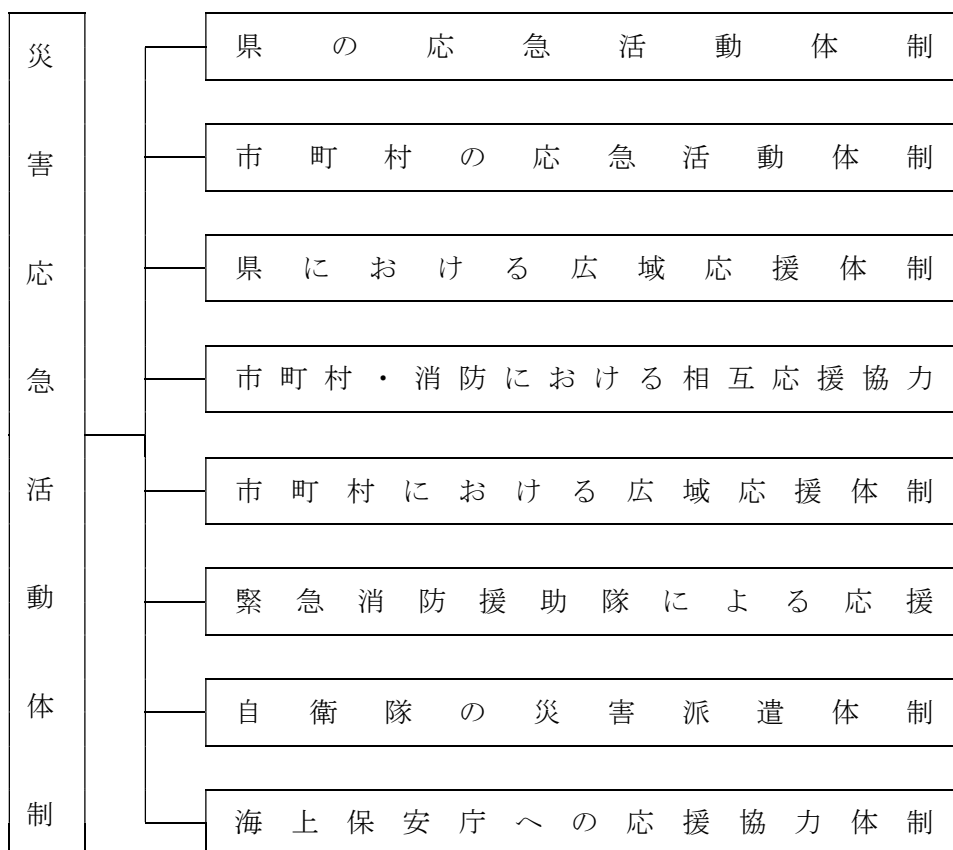 災害応急活動体制
県の応急活動体制
市町村の応急活動体制
県における広域応援体制
市町村・消防における相互応援協力
市町村における広域応援体制
緊急消防援助隊による応援
自衛隊の災害派遣体制
海上保安庁への応援協力体制